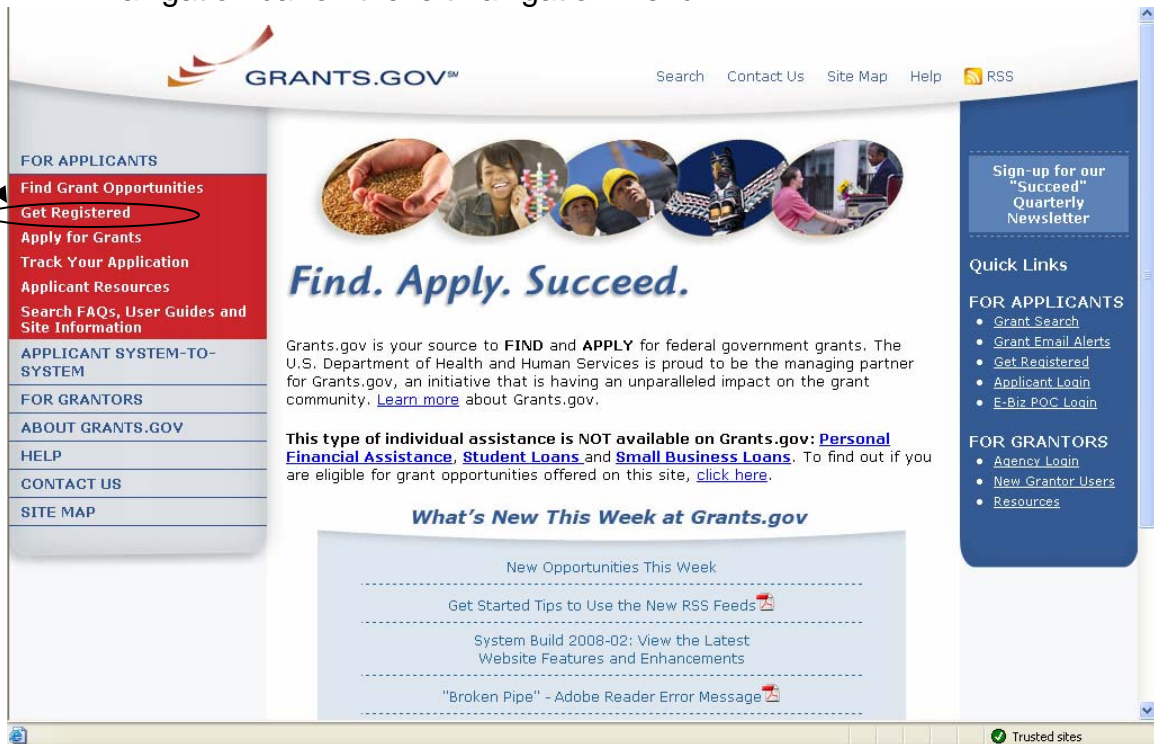 GRANTS.GOV℠
Search Contact Us Site Map Help RSS
FOR APPLICANTS
Find Grant Opportunities
Get Registered
Apply for Grants
Track Your Application
Applicant Resources
Search FAQs, User Guides and
Site Information
APPLICANT SYSTEM-TO-
SYSTEM
FOR GRANTORS
ABOUT GRANTS.GOV
HELP
CONTACT US
SITE MAP
Find. Apply. Succeed.
Grants.gov is your source to FIND and APPLY for federal government grants. The
U.S. Department of Health and Human Services is proud to be the managing partner
for Grants.gov, an initiative that is having an unparalleled impact on the grant
community. Learn more about Grants.gov.
This type of individual assistance is NOT available on Grants.gov: Personal
Financial Assistance, Student Loans and Small Business Loans. To find out if you
are eligible for grant opportunities offered on this site, click here.
What's New This Week at Grants.gov
New Opportunities This Week
Get Started Tips to Use the New RSS Feeds
System Build 2008-02: View the Latest
Website Features and Enhancements
"Broken Pipe" - Adobe Reader Error Message
Sign-up for our
"Succeed"
Quarterly
Newsletter
Quick Links
FOR APPLICANTS
Grant Search
Grant Email Alerts
Get Registered
Applicant Login
E-Biz POC Login
FOR GRANTORS
Agency Login
New Grantor Users
Resources
Trusted sites